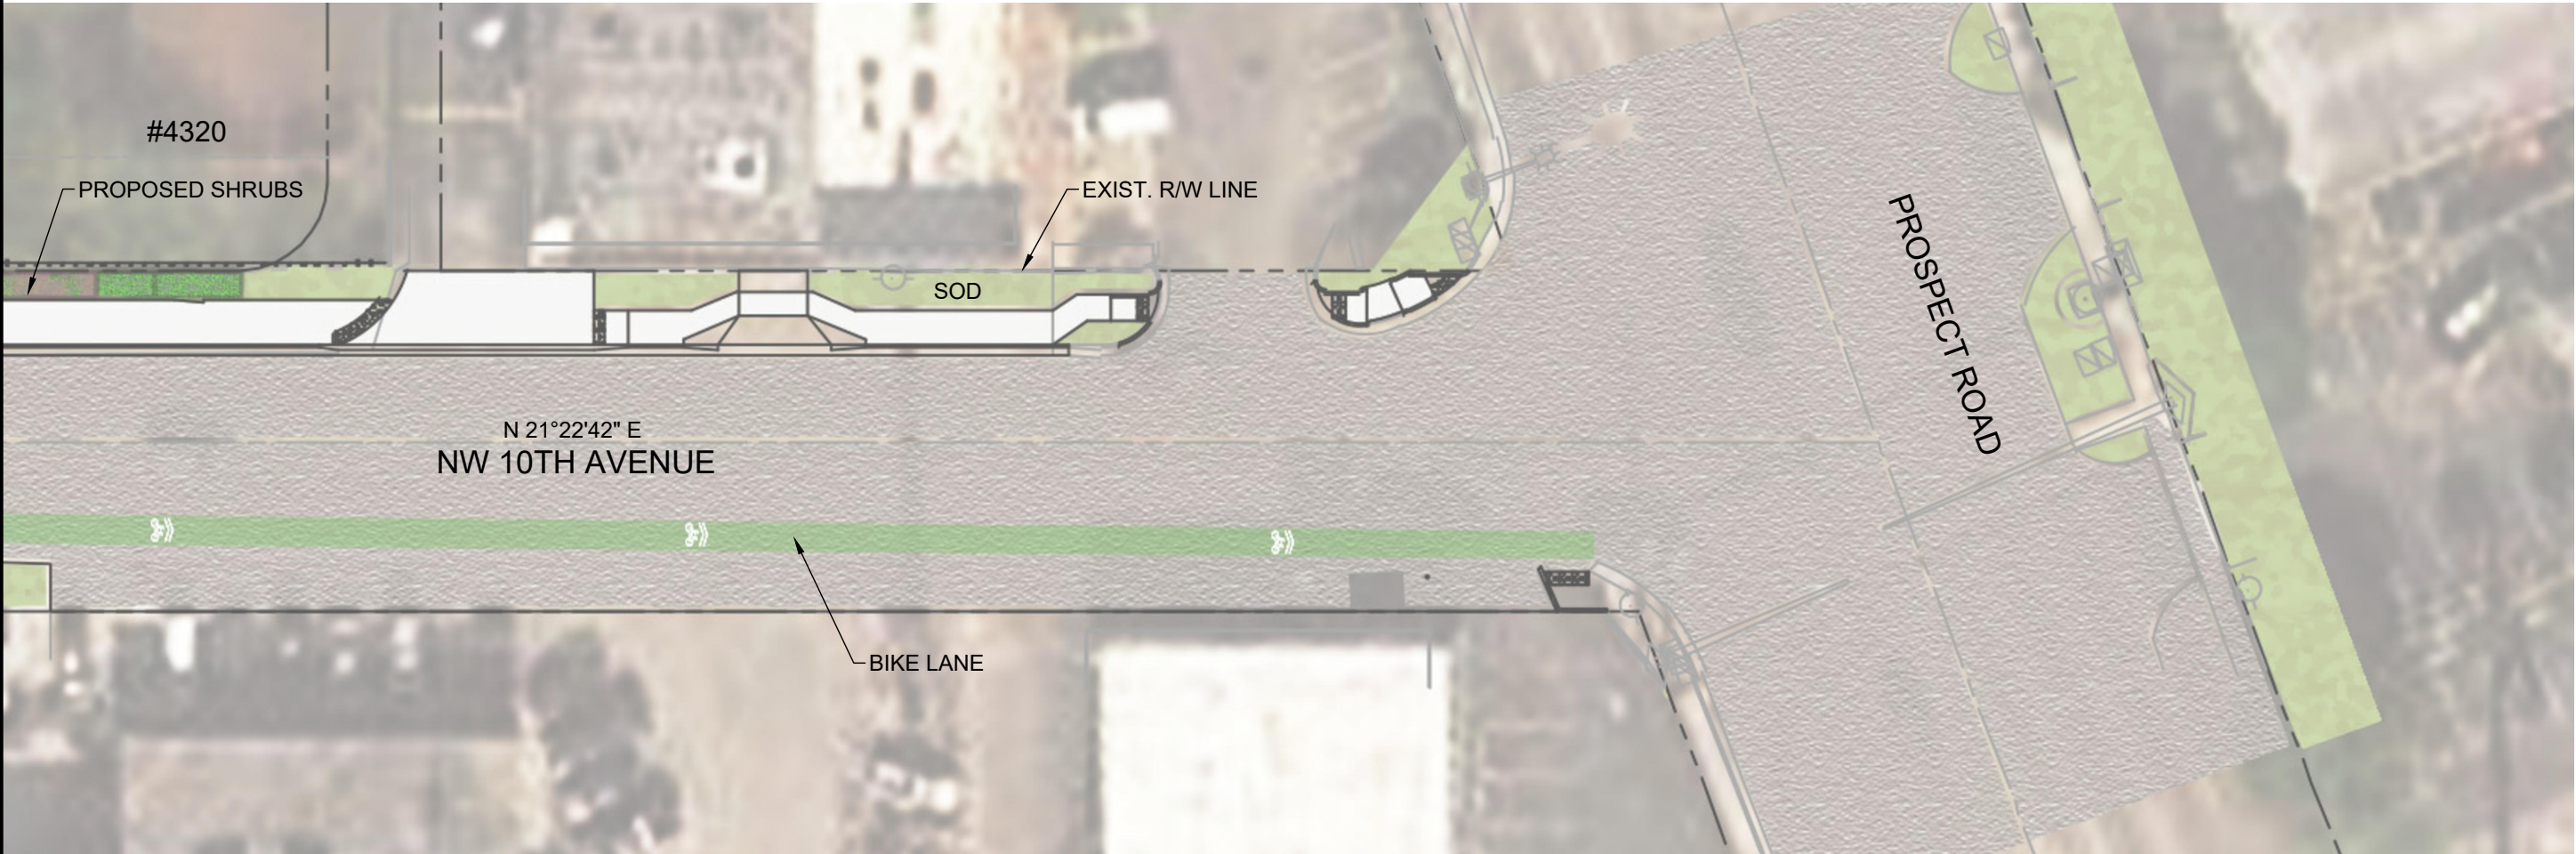 #4320
PROPOSED SHRUBS
EXIST. R/W LINE
SOD
PROSPECT ROAD
N 21°22'42" E
NW 10TH AVENUE
BIKE LANE